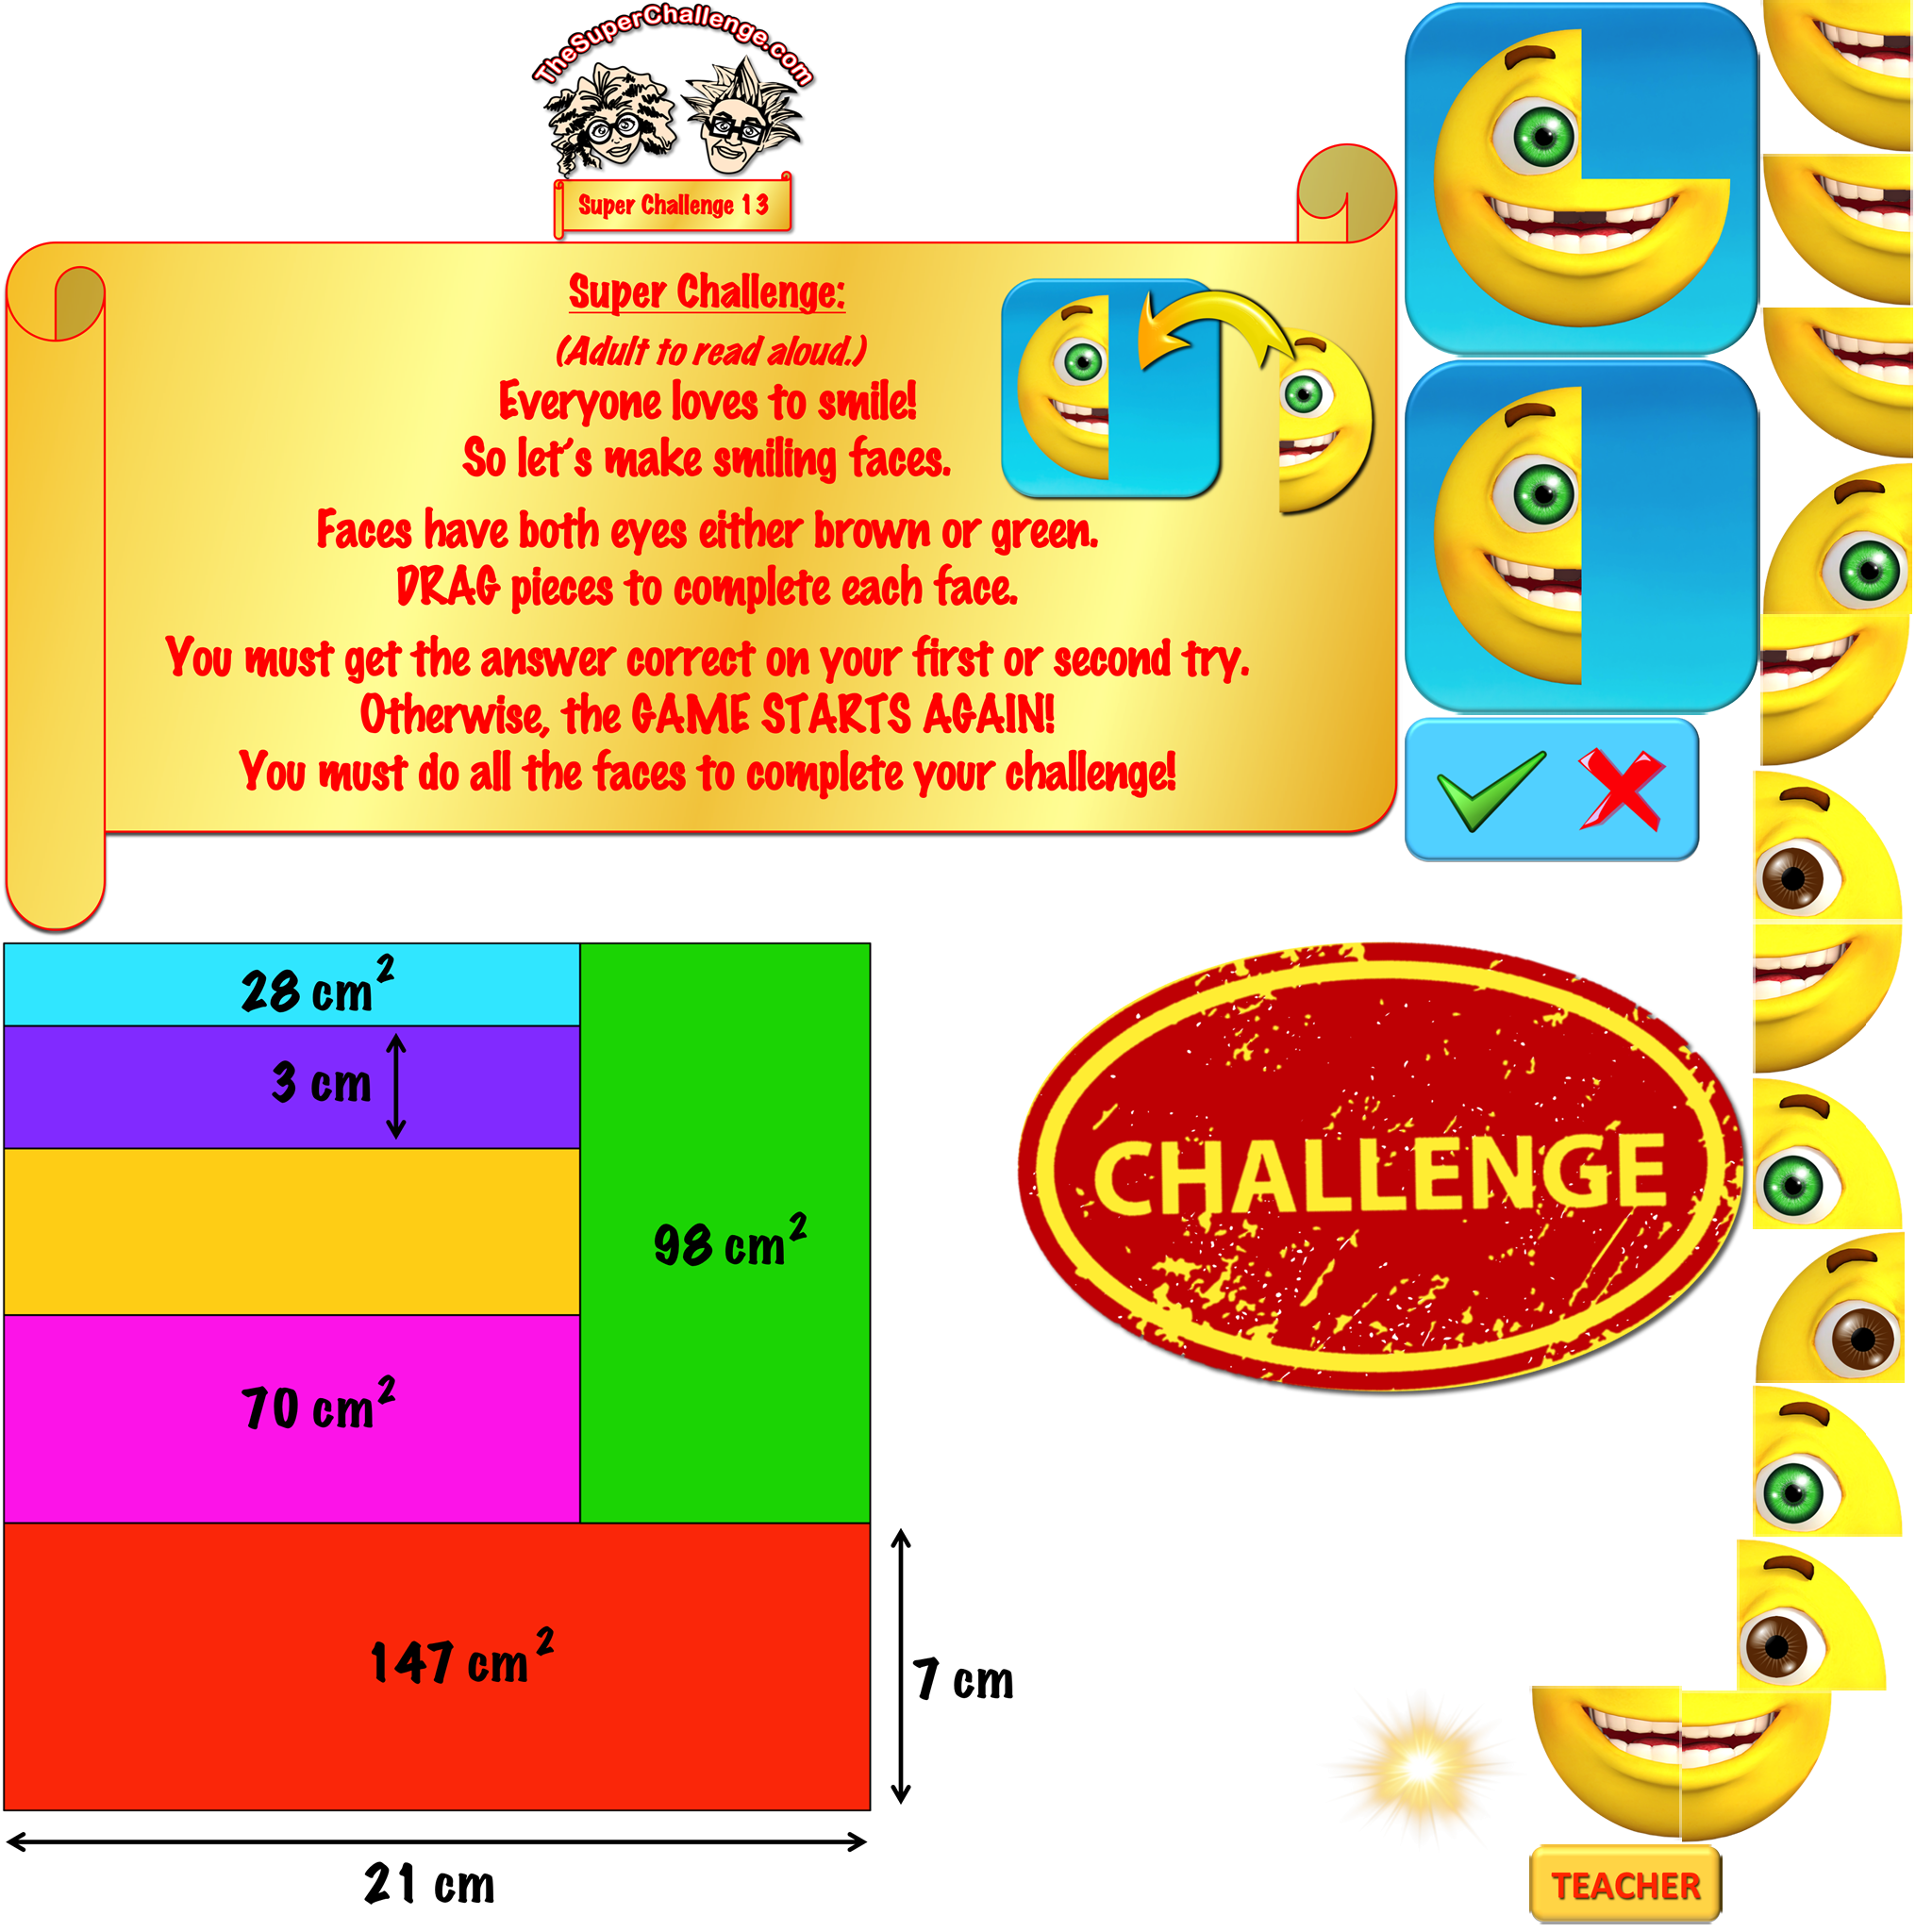 TheSuperChallenge.com
Super Challenge 13
Super Challenge:
(Adult to read aloud.)
Everyone loves to smile!
So let's make smiling faces.
Faces have both eyes either brown or green.
DRAG pieces to complete each face.
You must get the answer correct on your first or second try.
Otherwise, the GAME STARTS AGAIN!
You must do all the faces to complete your challenge!
28 cm²
3 cm
98 cm²
70 cm²
147 cm²
7 cm
21 cm
CHALLENGE
TEACHER